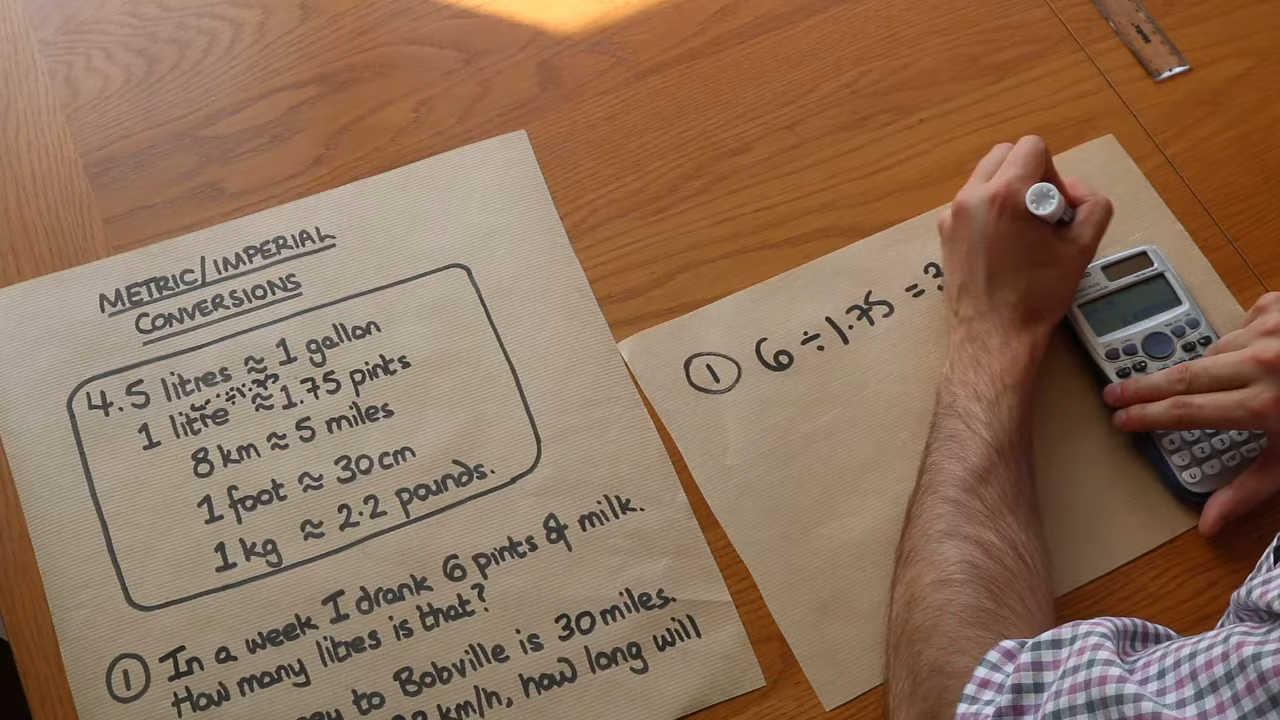 METRIC/IMPERIAL
CONVERSIONS
4.5 litres ≈ 1 gallon
1 litre ≈ 1.75 pints
8 km ≈ 5 miles
1 foot ≈ 30cm
1 kg ≈ 2.2 pounds.
① In a week I drank 6 pints of milk.
How many litres is that?
to Bobville is 30 miles.
km/h, how long will
① 6 ÷ 1.75 = 3